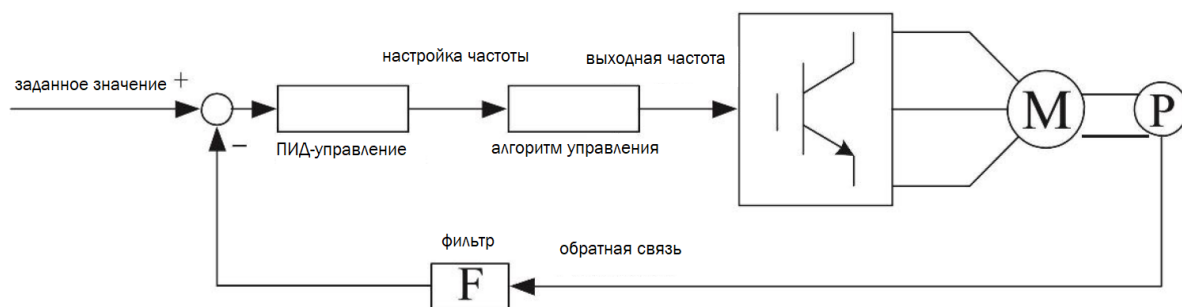 заданное значение +
настройка частоты
выходная частота
−
ПИД-управление
алгоритм управления
M
P
фильтр
F
обратная связь